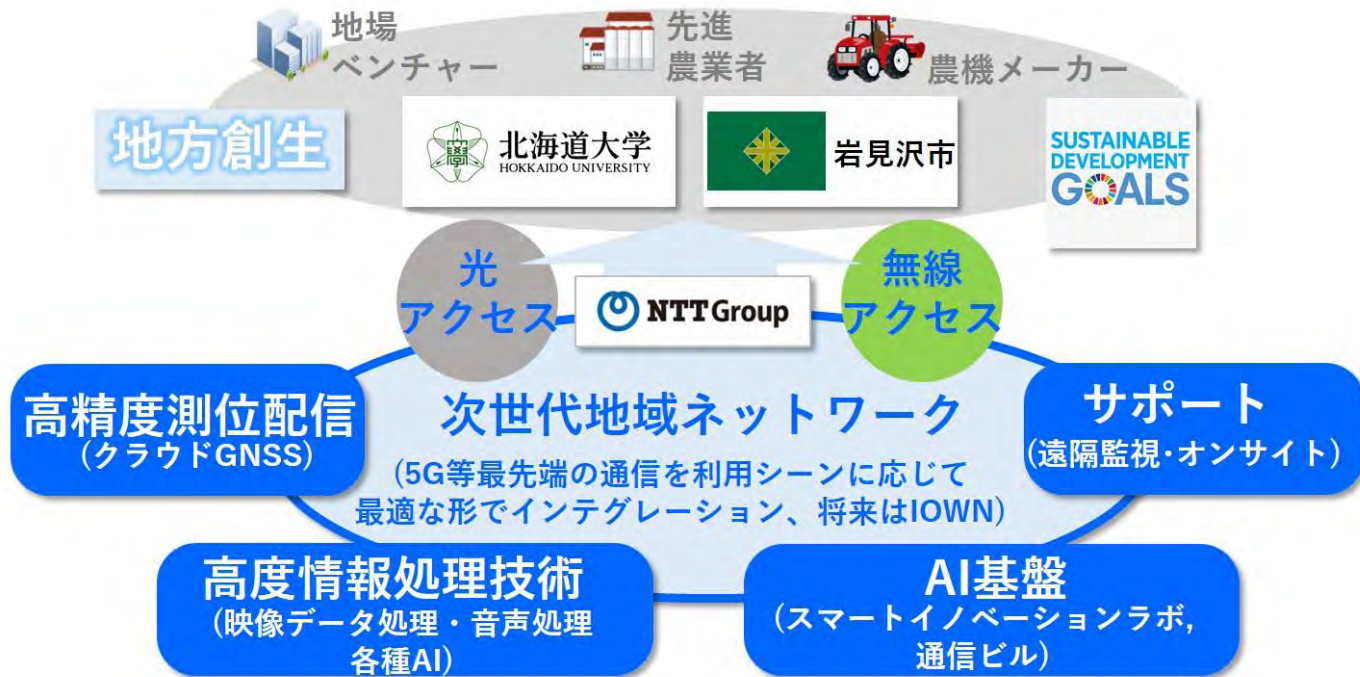 地場
ベンチャー
先進
農業者
農機メーカー
地方創生
北海道大学
HOKKAIDO UNIVERSITY
岩見沢市
SUSTAINABLE
DEVELOPMENT
GOALS
光
アクセス
NTT Group
無線
アクセス
高精度測位配信
(クラウドGNSS)
次世代地域ネットワーク
(5G等最先端の通信を利用シーンに応じて
最適な形でインテグレーション、将来はIOWN)
サポート
(遠隔監視・オンサイト)
高度情報処理技術
(映像データ処理・音声処理
各種AI)
AI基盤
(スマートイノベーションラボ,
通信ビル)